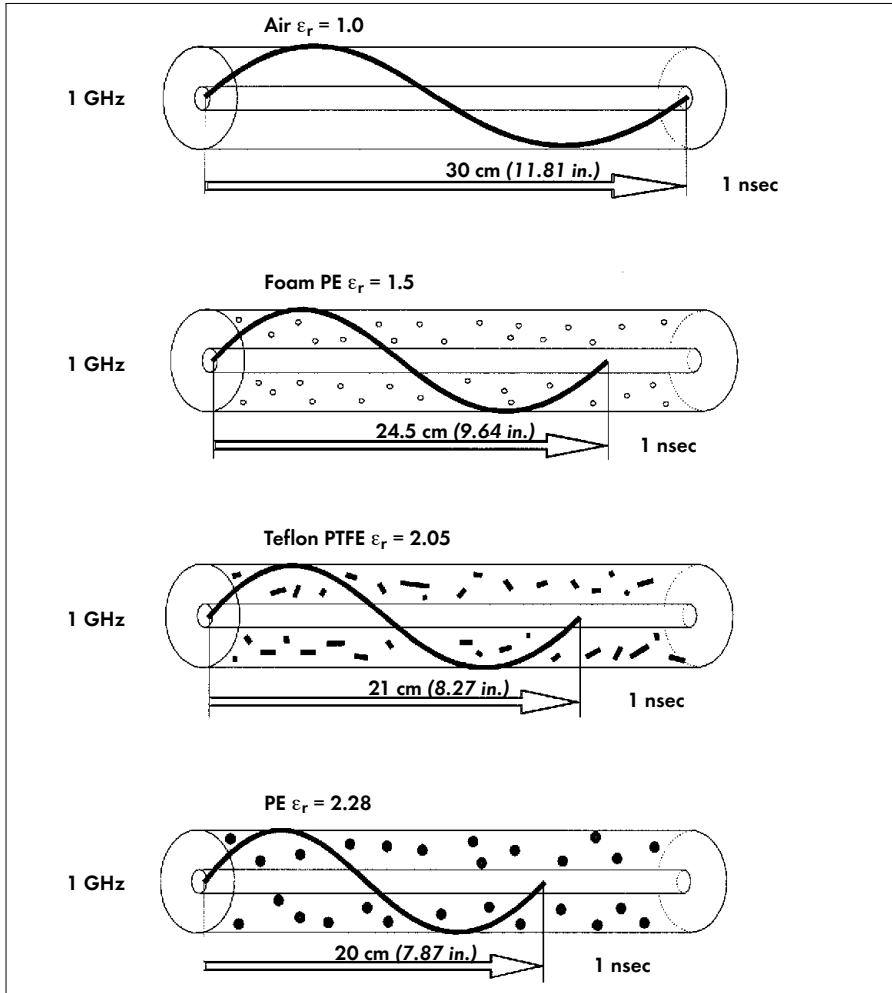 Air εr = 1.0
1 GHz
30 cm (11.81 in.)
1 nsec
Foam PE εr = 1.5
1 GHz
24.5 cm (9.64 in.)
1 nsec
Teflon PTFE εr = 2.05
1 GHz
21 cm (8.27 in.)
1 nsec
PE εr = 2.28
1 GHz
20 cm (7.87 in.)
1 nsec